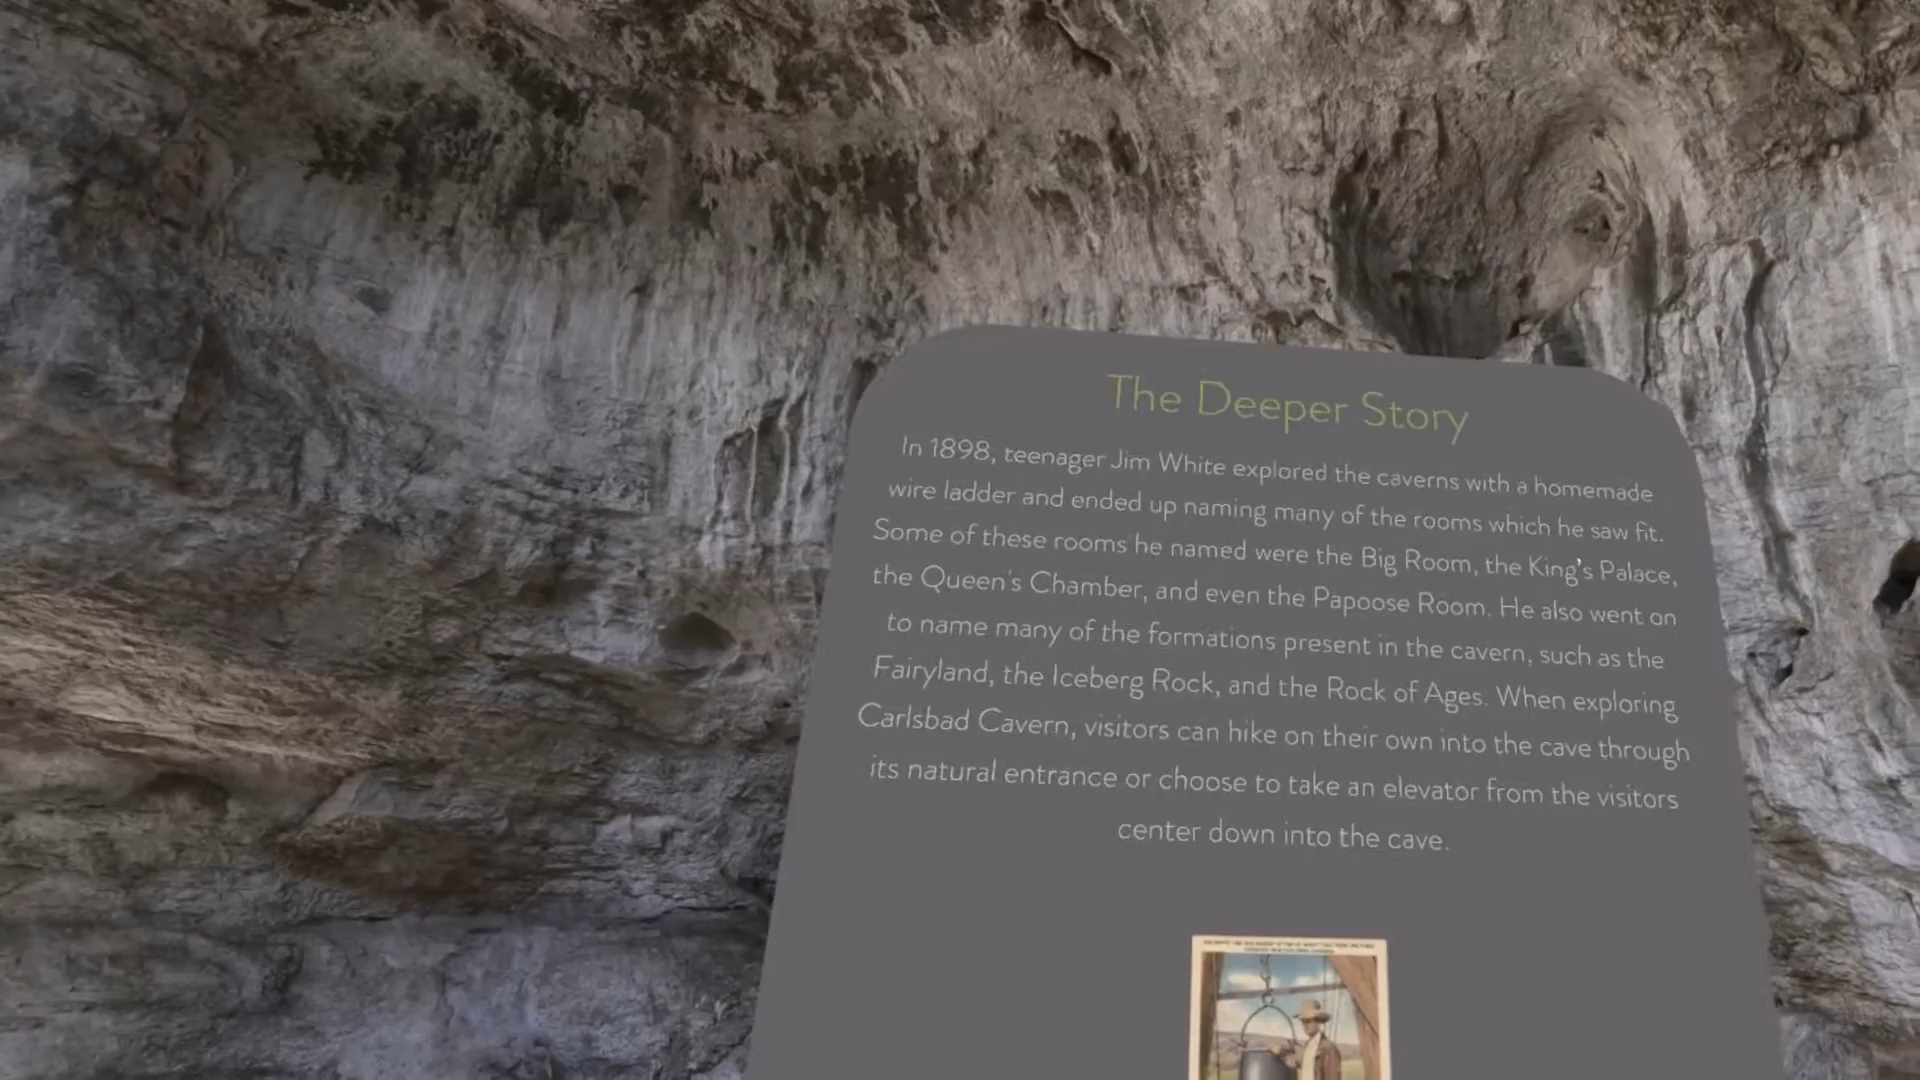 The Deeper Story
In 1898, teenager Jim White explored the caverns with a homemade
wire ladder and ended up naming many of the rooms which he saw fit.
Some of these rooms he named were the Big Room, the King's Palace,
the Queen's Chamber, and even the Papoose Room. He also went on
to name many of the formations present in the cavern, such as the
Fairyland, the Iceberg Rock, and the Rock of Ages. When exploring
Carlsbad Cavern, visitors can hike on their own into the cave through
its natural entrance or choose to take an elevator from the visitors
center down into the cave.